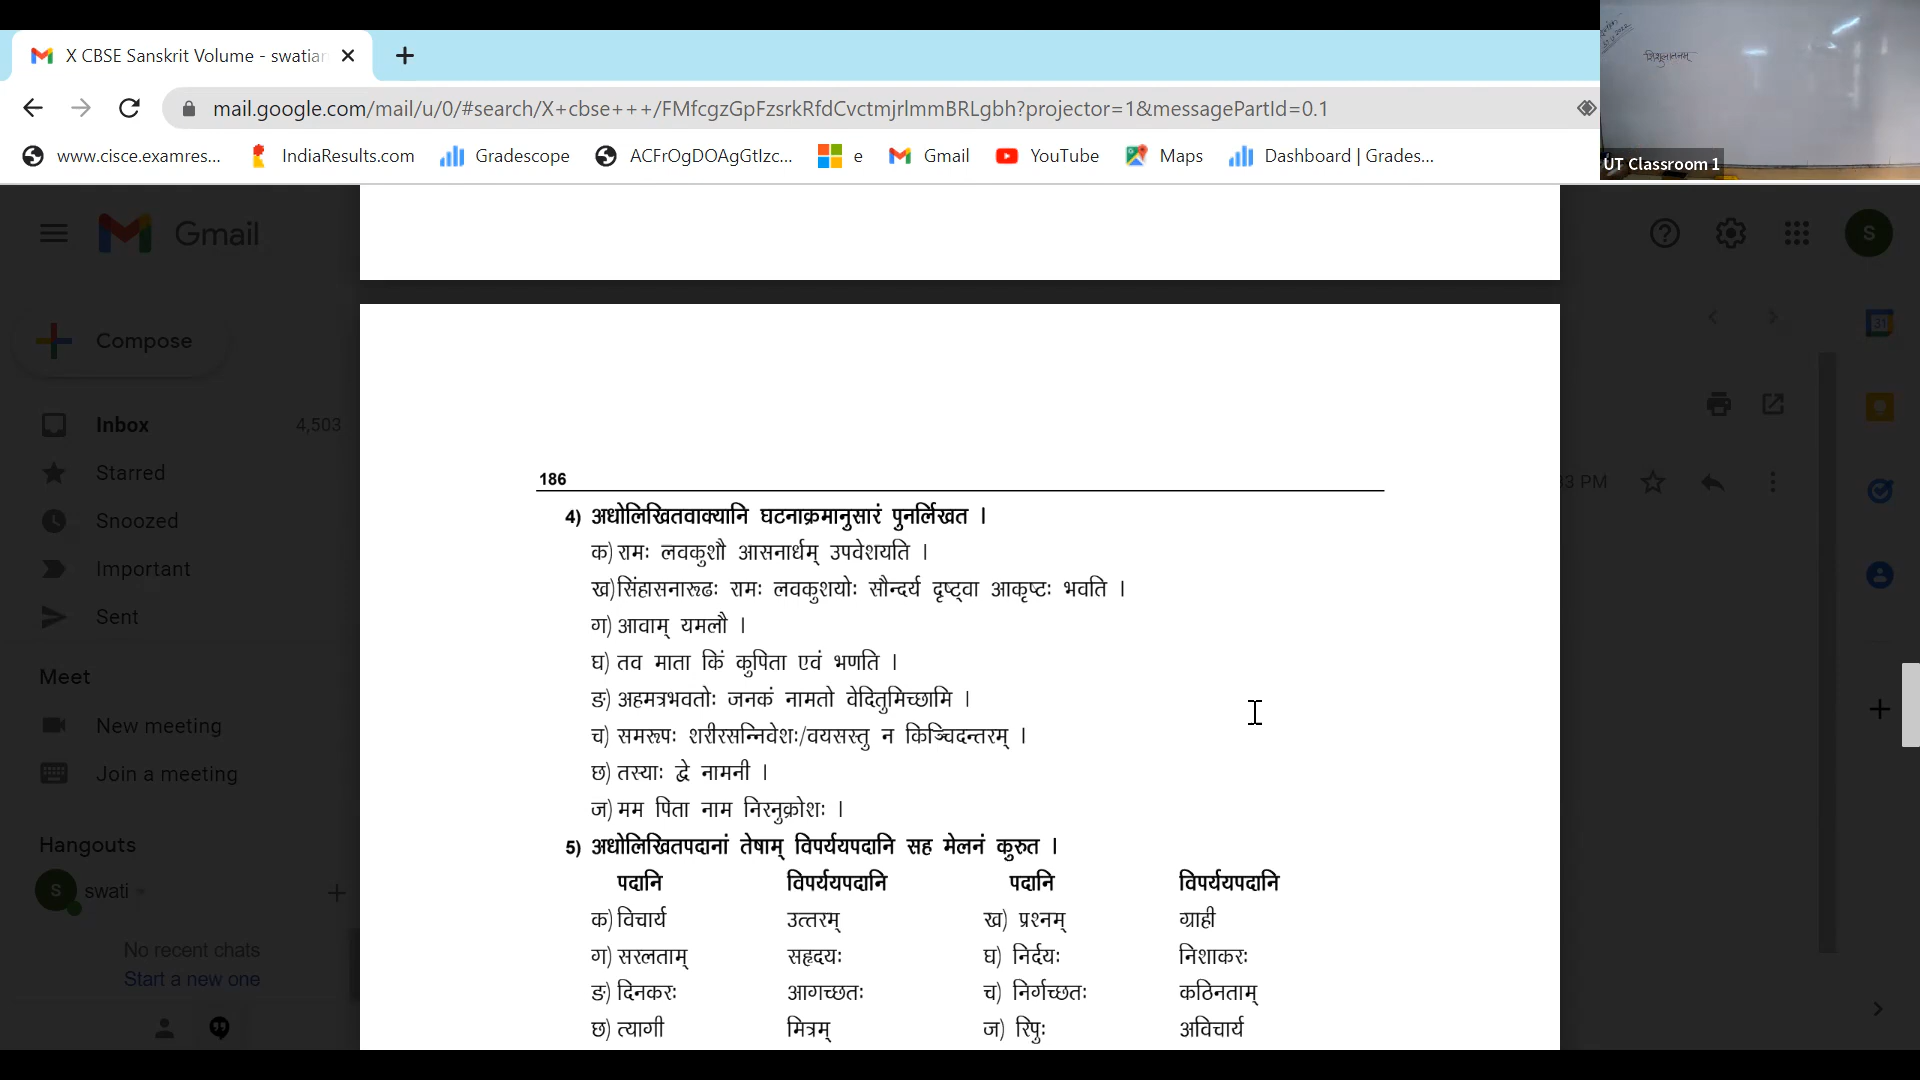 X CBSE Sanskrit Volume - swatiar
mail.google.com/mail/u/0/#search/X+cbse+++/FMfcgzGpFzsrkRfdCvctmjrlmmBRLgbh?projector=1&messagePartId=0.1
www.cisce.examres... IndiaResults.com Gradescope ACFrOgDOAgGtIzc... e Gmail YouTube Maps Dashboard | Grades...
UT Classroom 1
शिशुलालनम्
Gmail
S
Compose
31
Inbox 4,503
Starred
3 PM
Snoozed
Important
Sent
Meet
New meeting
Join a meeting
Hangouts
S swati
No recent chats
Start a new one
186
4) अधोलिखितवाक्यानि घटनाक्रमानुसारं पुनर्लिखत ।
क) रामः लवकुशौ आसनार्धम् उपवेशयति ।
ख) सिंहासनारूढः रामः लवकुशयोः सौन्दर्य दृष्ट्वा आकृष्टः भवति ।
ग) आवाम् यमलौ ।
घ) तव माता किं कुपिता एवं भणति ।
ङ) अहमत्रभवतोः जनकं नामतो वेदितुमिच्छामि ।
च) समरूपः शरीरसन्निवेशः/वयसस्तु न किञ्चिदन्तरम् ।
छ) तस्याः द्वे नामनी ।
ज) मम पिता नाम निरनुक्रोशः ।
5) अधोलिखितपदानां तेषाम् विपर्ययपदानि सह मेलनं कुरुत ।
पदानि विपर्ययपदानि पदानि विपर्ययपदानि
क) विचार्य उत्तरम् ख) प्रश्नम् ग्राही
ग) सरलताम् सहृदयः घ) निर्दयः निशाकरः
ङ) दिनकरः आगच्छतः च) निर्गच्छतः कठिनताम्
छ) त्यागी मित्रम् ज) रिपुः अविचार्य